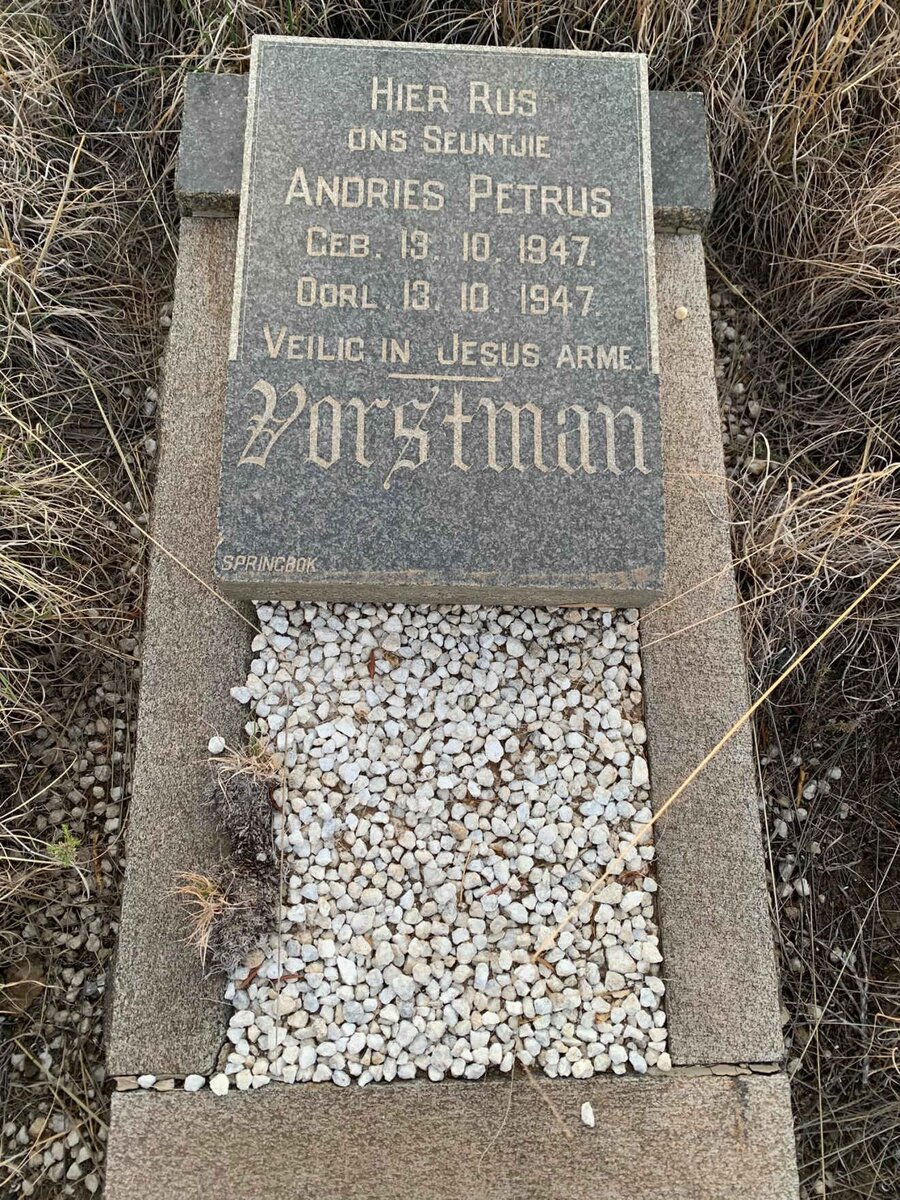 HIER RUS
ONS SEUNTJIE
ANDRIES PETRUS
GEB. 13. 10. 1947.
OORL. 13. 10. 1947.
VEILIG IN JESUS ARME.
Vorstman
SPRINGBOK